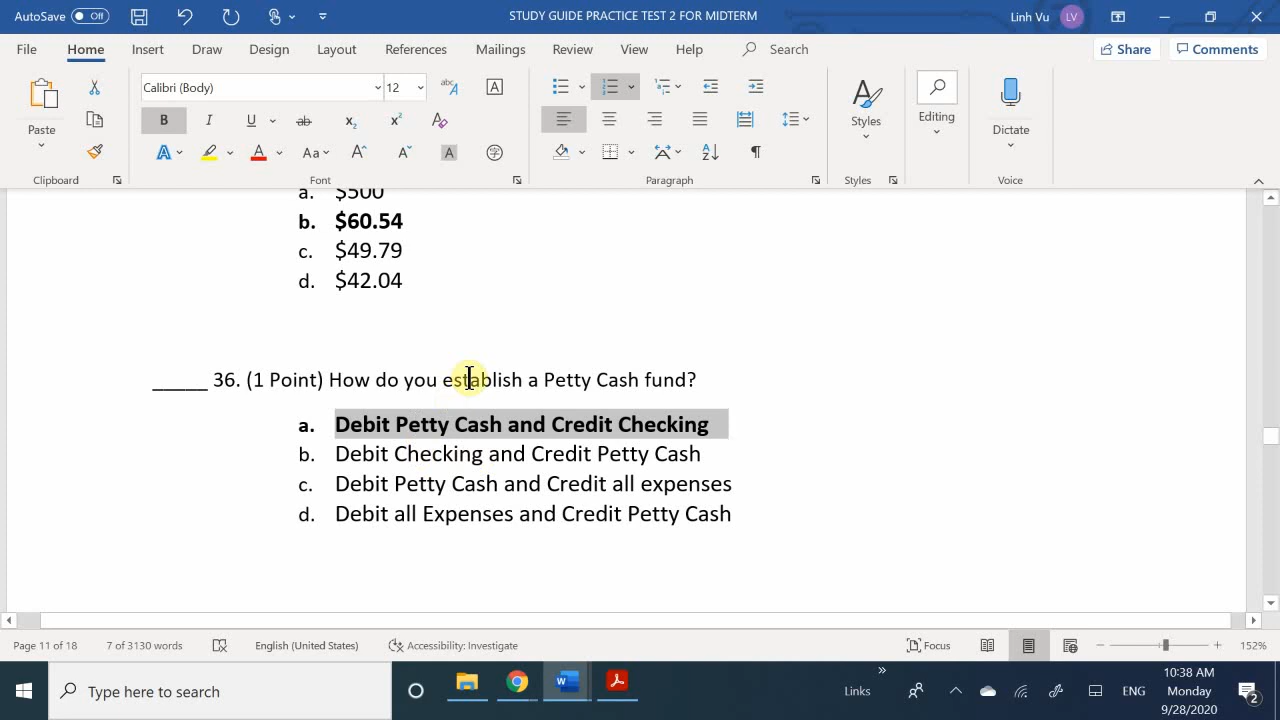 AutoSave Off STUDY GUIDE PRACTICE TEST 2 FOR MIDTERM Linh Vu LV
File Home Insert Draw Design Layout References Mailings Review View Help Search Share Comments
Paste Calibri (Body) 12 Styles Editing Dictate
Clipboard Font Paragraph Styles Voice
a. $500
b. $60.54
c. $49.79
d. $42.04
_____ 36. (1 Point) How do you establish a Petty Cash fund?
a. Debit Petty Cash and Credit Checking
b. Debit Checking and Credit Petty Cash
c. Debit Petty Cash and Credit all expenses
d. Debit all Expenses and Credit Petty Cash
Page 11 of 18 7 of 3130 words English (United States) Accessibility: Investigate Focus 152%
Type here to search Links ENG 10:38 AM
Monday
9/28/2020 2